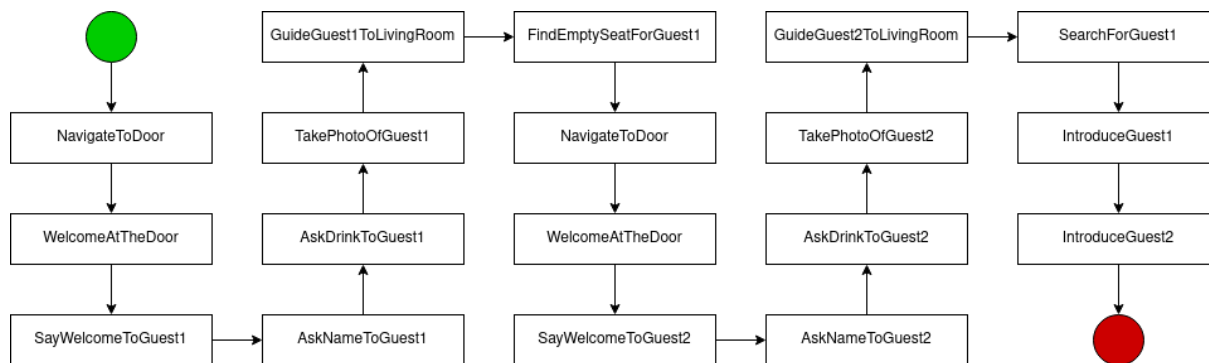 NavigateToDoor
WelcomeAtTheDoor
SayWelcomeToGuest1
AskNameToGuest1
AskDrinkToGuest1
TakePhotoOfGuest1
GuideGuest1ToLivingRoom
FindEmptySeatForGuest1
NavigateToDoor
WelcomeAtTheDoor
SayWelcomeToGuest2
AskNameToGuest2
AskDrinkToGuest2
TakePhotoOfGuest2
GuideGuest2ToLivingRoom
SearchForGuest1
IntroduceGuest1
IntroduceGuest2